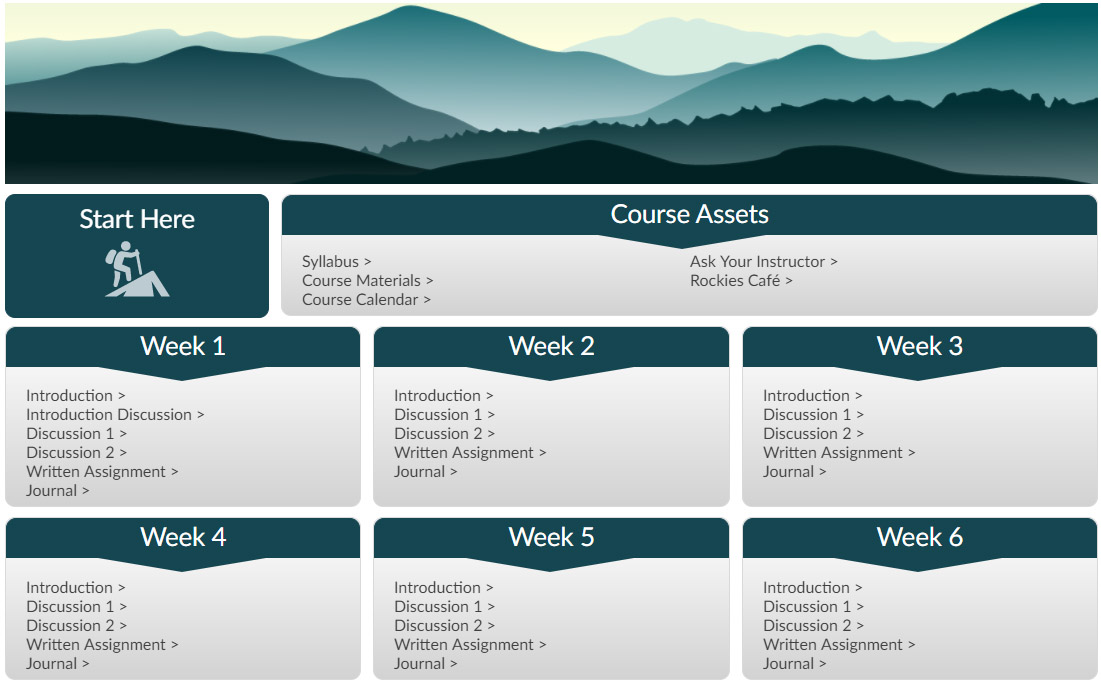 Start Here
Course Assets
Syllabus >
Course Materials >
Course Calendar >
Ask Your Instructor >
Rockies Café >
Week 1
Introduction >
Introduction Discussion >
Discussion 1 >
Discussion 2 >
Written Assignment >
Journal >
Week 2
Introduction >
Discussion 1 >
Discussion 2 >
Written Assignment >
Journal >
Week 3
Introduction >
Discussion 1 >
Discussion 2 >
Written Assignment >
Journal >
Week 4
Introduction >
Discussion 1 >
Discussion 2 >
Written Assignment >
Journal >
Week 5
Introduction >
Discussion 1 >
Discussion 2 >
Written Assignment >
Journal >
Week 6
Introduction >
Discussion 1 >
Discussion 2 >
Written Assignment >
Journal >